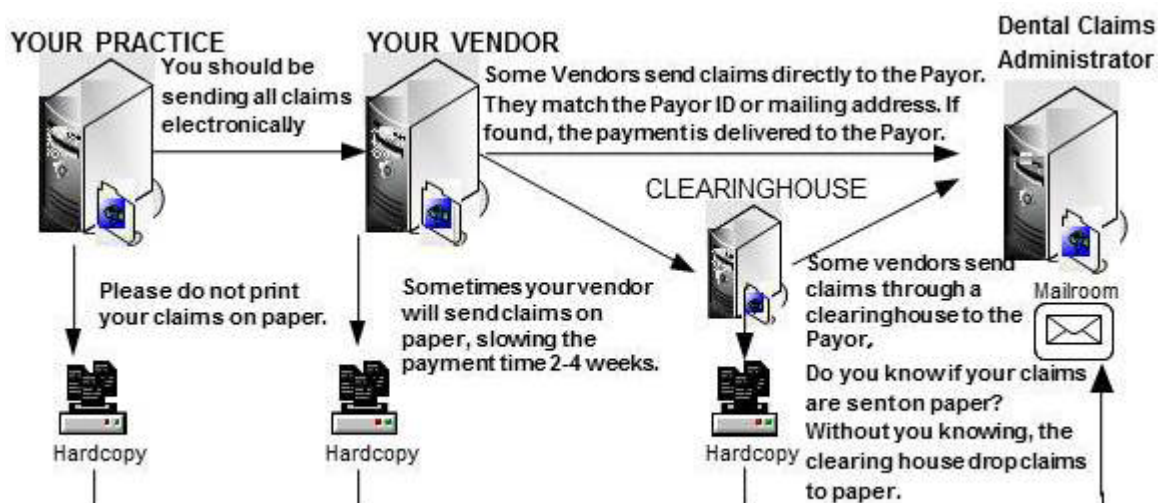 YOUR PRACTICE
You should be
sending all claims
electronically
YOUR VENDOR
Some Vendors send claims directly to the Payor.
They match the Payor ID or mailing address. If
found, the payment is delivered to the Payor.
Dental Claims
Administrator
CLEARINGHOUSE
Please do not print
your claims on paper.
Sometimes your vendor
will send claims on
paper, slowing the
payment time 2-4 weeks.
Some vendors send
claims through a
clearinghouse to the
Payor,
Mailroom
Do you know if your claims
are sent on paper?
Without you knowing, the
clearing house drop claims
to paper.
Hardcopy
Hardcopy
Hardcopy